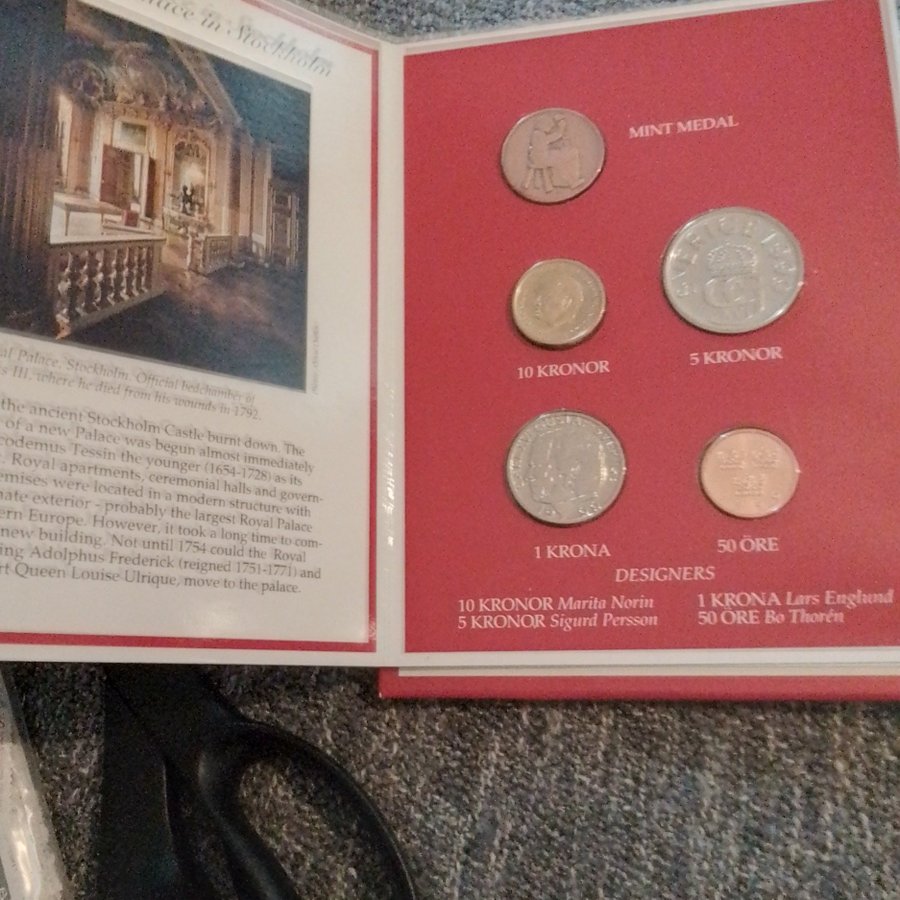 Palace in Stockholm
al Palace, Stockholm. Official bedchamber of
s III, where he died from his wounds in 1792.
the ancient Stockholm Castle burnt down. The
of a new Palace was begun almost immediately
codemus Tessin the younger (1654-1728) as its
. Royal apartments, ceremonial halls and govern-
emises were located in a modern structure with
nate exterior - probably the largest Royal Palace
ern Europe. However, it took a long time to com-
new building. Not until 1754 could the Royal
ing Adolphus Frederick (reigned 1751-1771) and
rt Queen Louise Ulrique, move to the palace.
MINT MEDAL
SVERIGE
10 KRONOR
5 KRONOR
1 KRONA
50 ÖRE
DESIGNERS
10 KRONOR Marita Norin
5 KRONOR Sigurd Persson
1 KRONA Lars Englund
50 ÖRE Bo Thorén